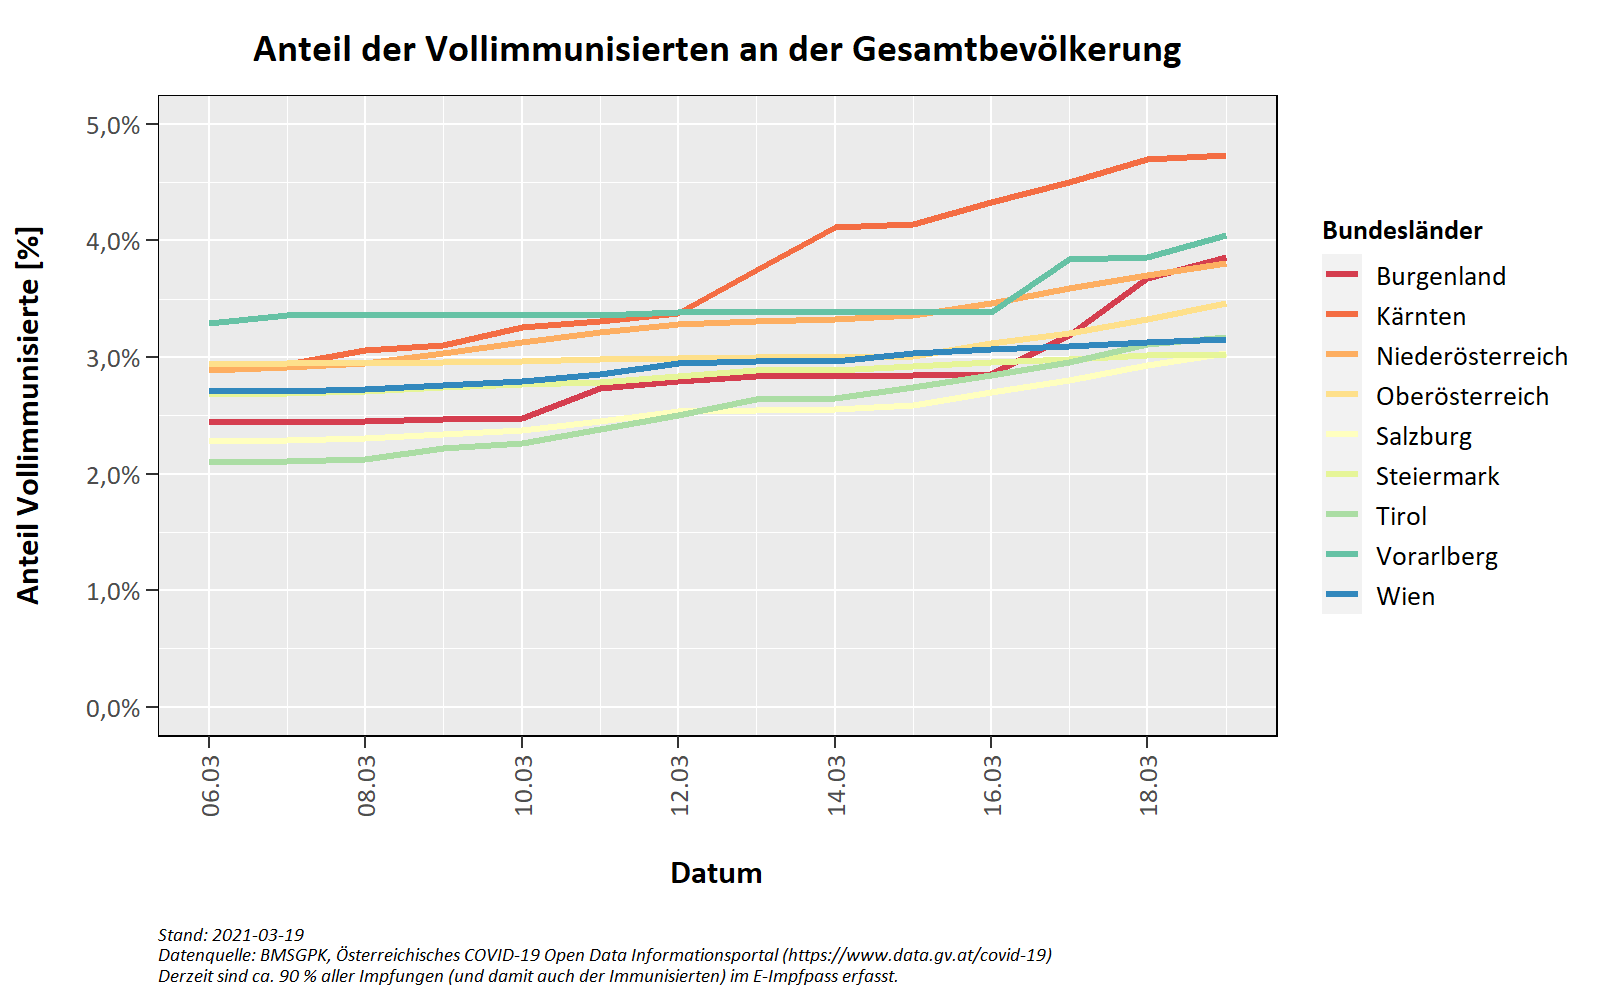 Anteil der Vollimmunisierten an der Gesamtbevölkerung
Anteil Vollimmunisierte [%]
5,0%
4,0%
3,0%
2,0%
1,0%
0,0%
06.03
08.03
10.03
12.03
14.03
16.03
18.03
Datum
Bundesländer
Burgenland
Kärnten
Niederösterreich
Oberösterreich
Salzburg
Steiermark
Tirol
Vorarlberg
Wien
Stand: 2021-03-19
Datenquelle: BMSGPK, Österreichisches COVID-19 Open Data Informationsportal (https://www.data.gv.at/covid-19)
Derzeit sind ca. 90 % aller Impfungen (und damit auch der Immunisierten) im E-Impfpass erfasst.